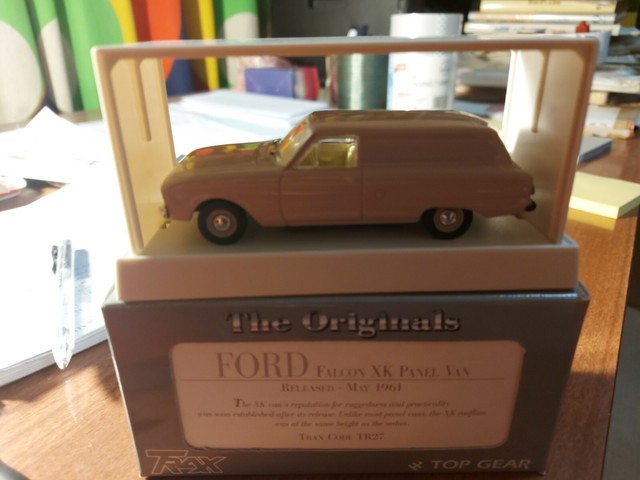 The Originals
FORD FALCON XK PANEL VAN
RELEASED - MAY 1961
The XK van's reputation for ruggedness and practicality
was soon established after its release. Unlike most panel vans, the XK roofline
was of the same height as the sedan.
TRAX CODE TR27
TRAX
TOP GEAR